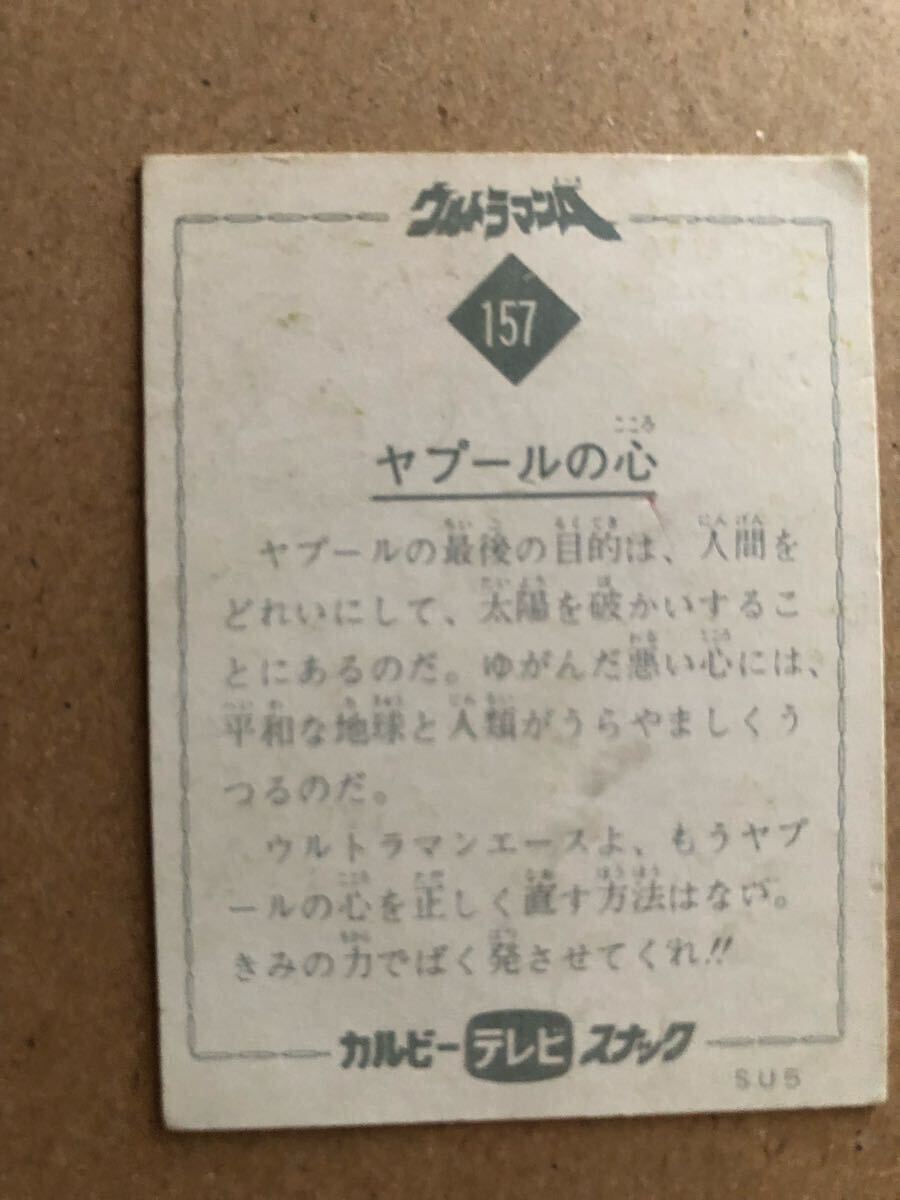 ウルトラマンA
157
ヤプールの心
ヤプールの最後の目的は、人間を
どれいにして、太陽を破かいするこ
とにあるのだ。ゆがんだ悪い心には、
平和な地球と人類がうらやましくう
つるのだ。
ウルトラマンエースよ、もうヤプ
ールの心を正しく直す方法はない。
きみの力でばく発させてくれ!!
カルビーテレビスナック
SU5